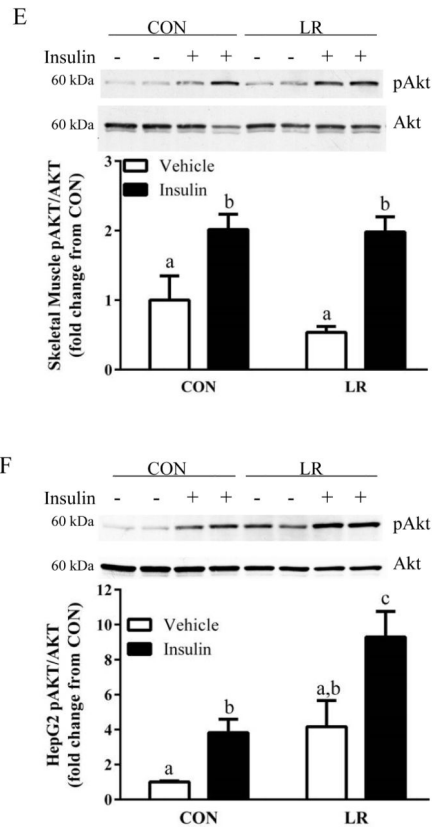 E
CON LR
Insulin - - + + - - + +
60 kDa pAkt
60 kDa Akt
Skeletal Muscle pAKT/AKT
(fold change from CON)
3
2
1
0
Vehicle
Insulin
a
b
a
b
CON LR
F
CON LR
Insulin - - + + - - + +
60 kDa pAkt
60 kDa Akt
HepG2 pAKT/AKT
(fold change from CON)
12
10
8
6
4
2
0
Vehicle
Insulin
a
b
a,b
c
CON LR